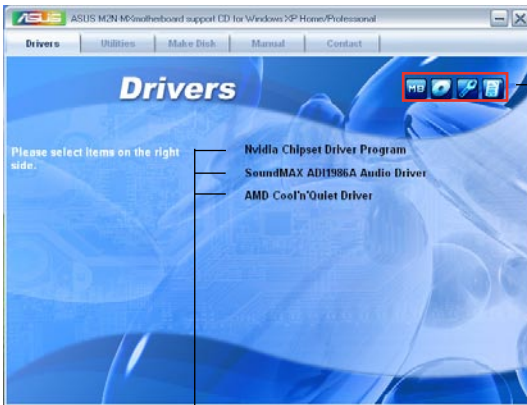 ASUS ASUS M2N-MX motherboard support CD for Windows XP Home/Professional
Drivers Utilities Make Disk Manual Contact
Drivers
MB
Please select items on the right
side.
Nvidia Chipset Driver Program
SoundMAX ADI1986A Audio Driver
AMD Cool'n'Quiet Driver